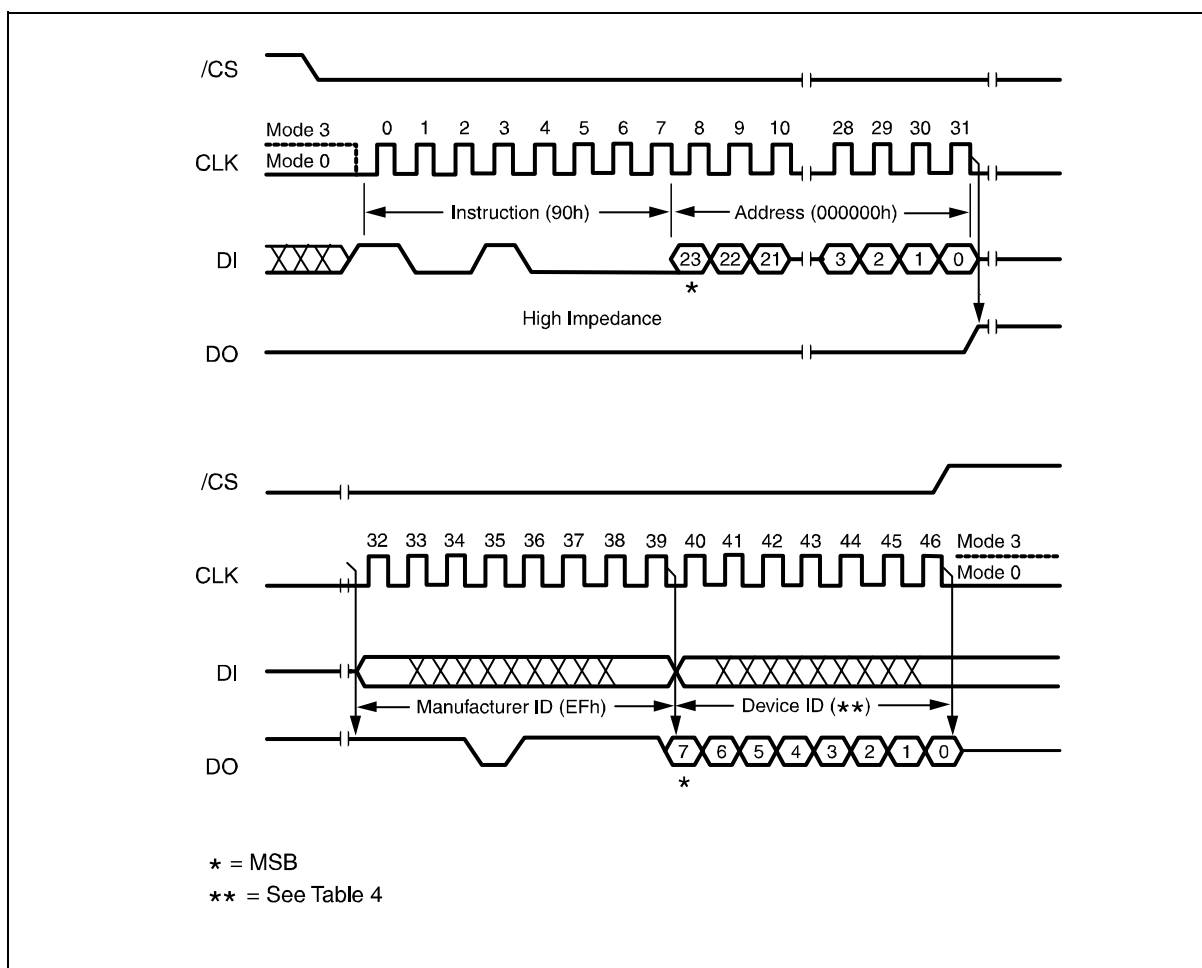 /CS
Mode 3
0 1 2 3 4 5 6 7 8 9 10 28 29 30 31
CLK
Mode 0
Instruction (90h)
Address (000000h)
DI
23 22 21 3 2 1 0
*
High Impedance
DO
/CS
32 33 34 35 36 37 38 39 40 41 42 43 44 45 46
Mode 3
CLK
Mode 0
DI
Manufacturer ID (EFh)
Device ID (**)
DO
7 6 5 4 3 2 1 0
*
* = MSB
** = See Table 4